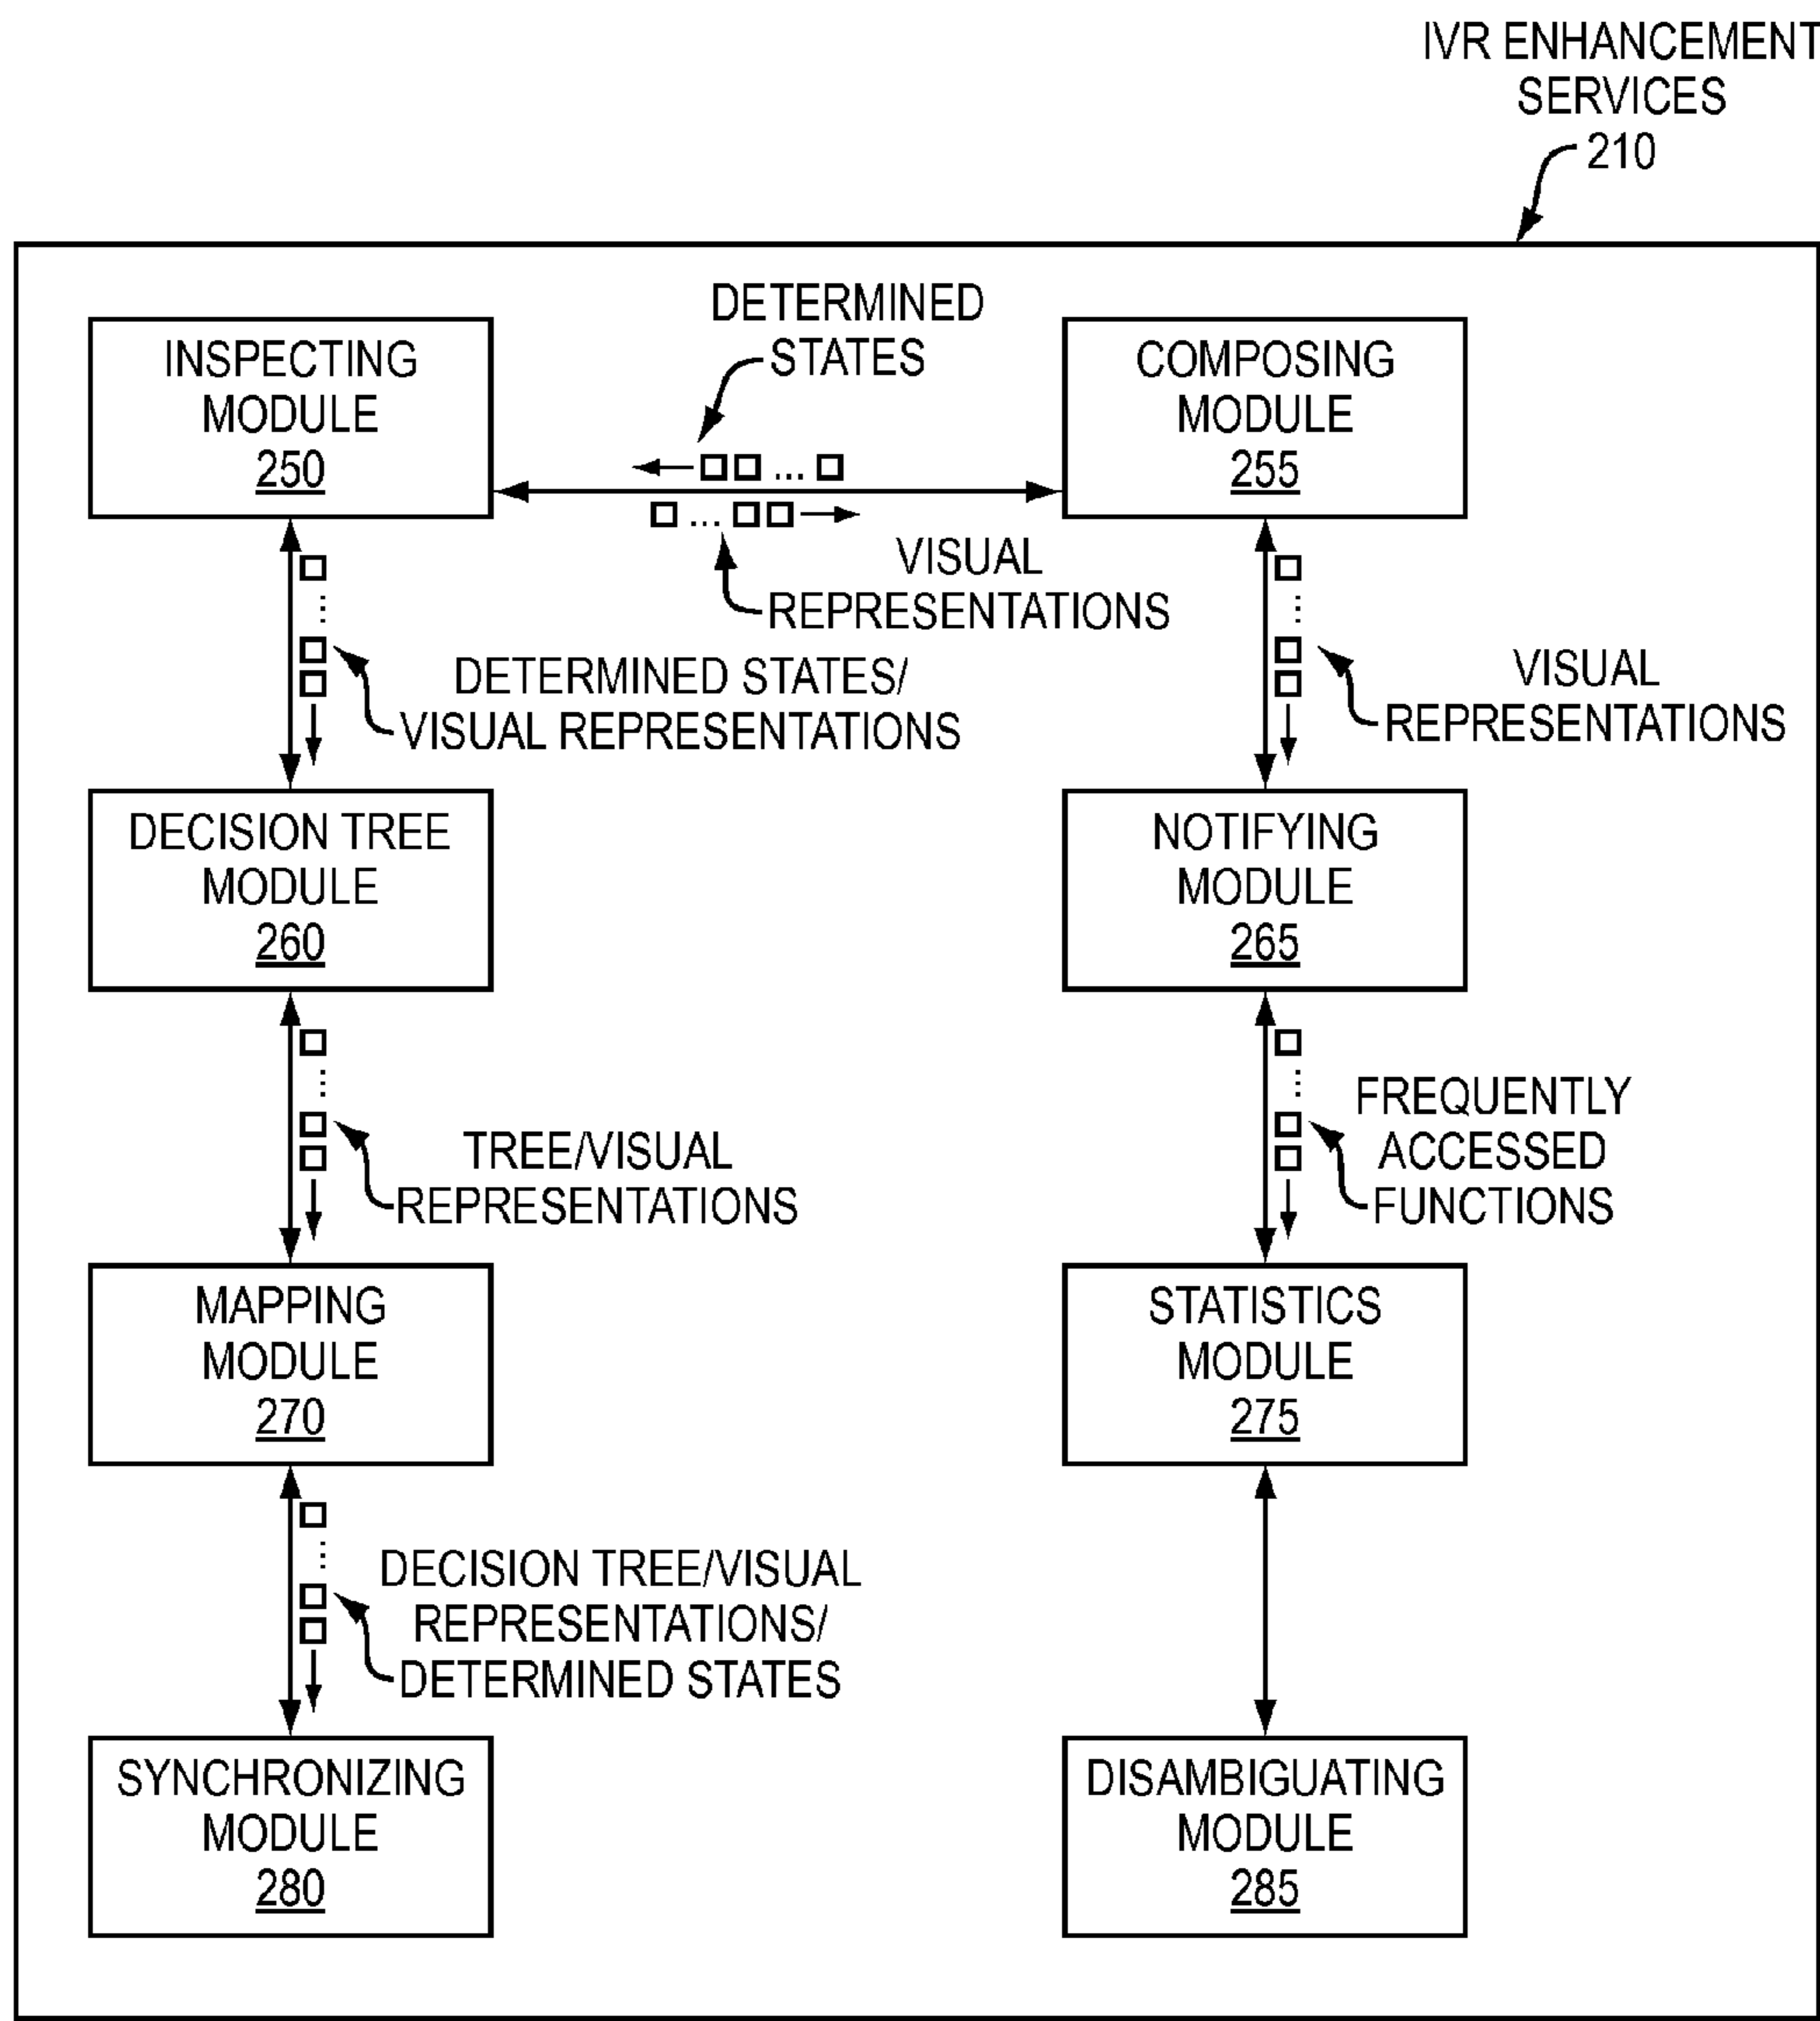 IVR ENHANCEMENT
SERVICES
210
DETERMINED
STATES
INSPECTING
MODULE
250
COMPOSING
MODULE
255
... 
...
VISUAL
REPRESENTATIONS
DETERMINED STATES/
VISUAL REPRESENTATIONS
VISUAL
REPRESENTATIONS
DECISION TREE
MODULE
260
NOTIFYING
MODULE
265
TREE/VISUAL
REPRESENTATIONS
FREQUENTLY
ACCESSED
FUNCTIONS
MAPPING
MODULE
270
STATISTICS
MODULE
275
DECISION TREE/VISUAL
REPRESENTATIONS/
DETERMINED STATES
SYNCHRONIZING
MODULE
280
DISAMBIGUATING
MODULE
285